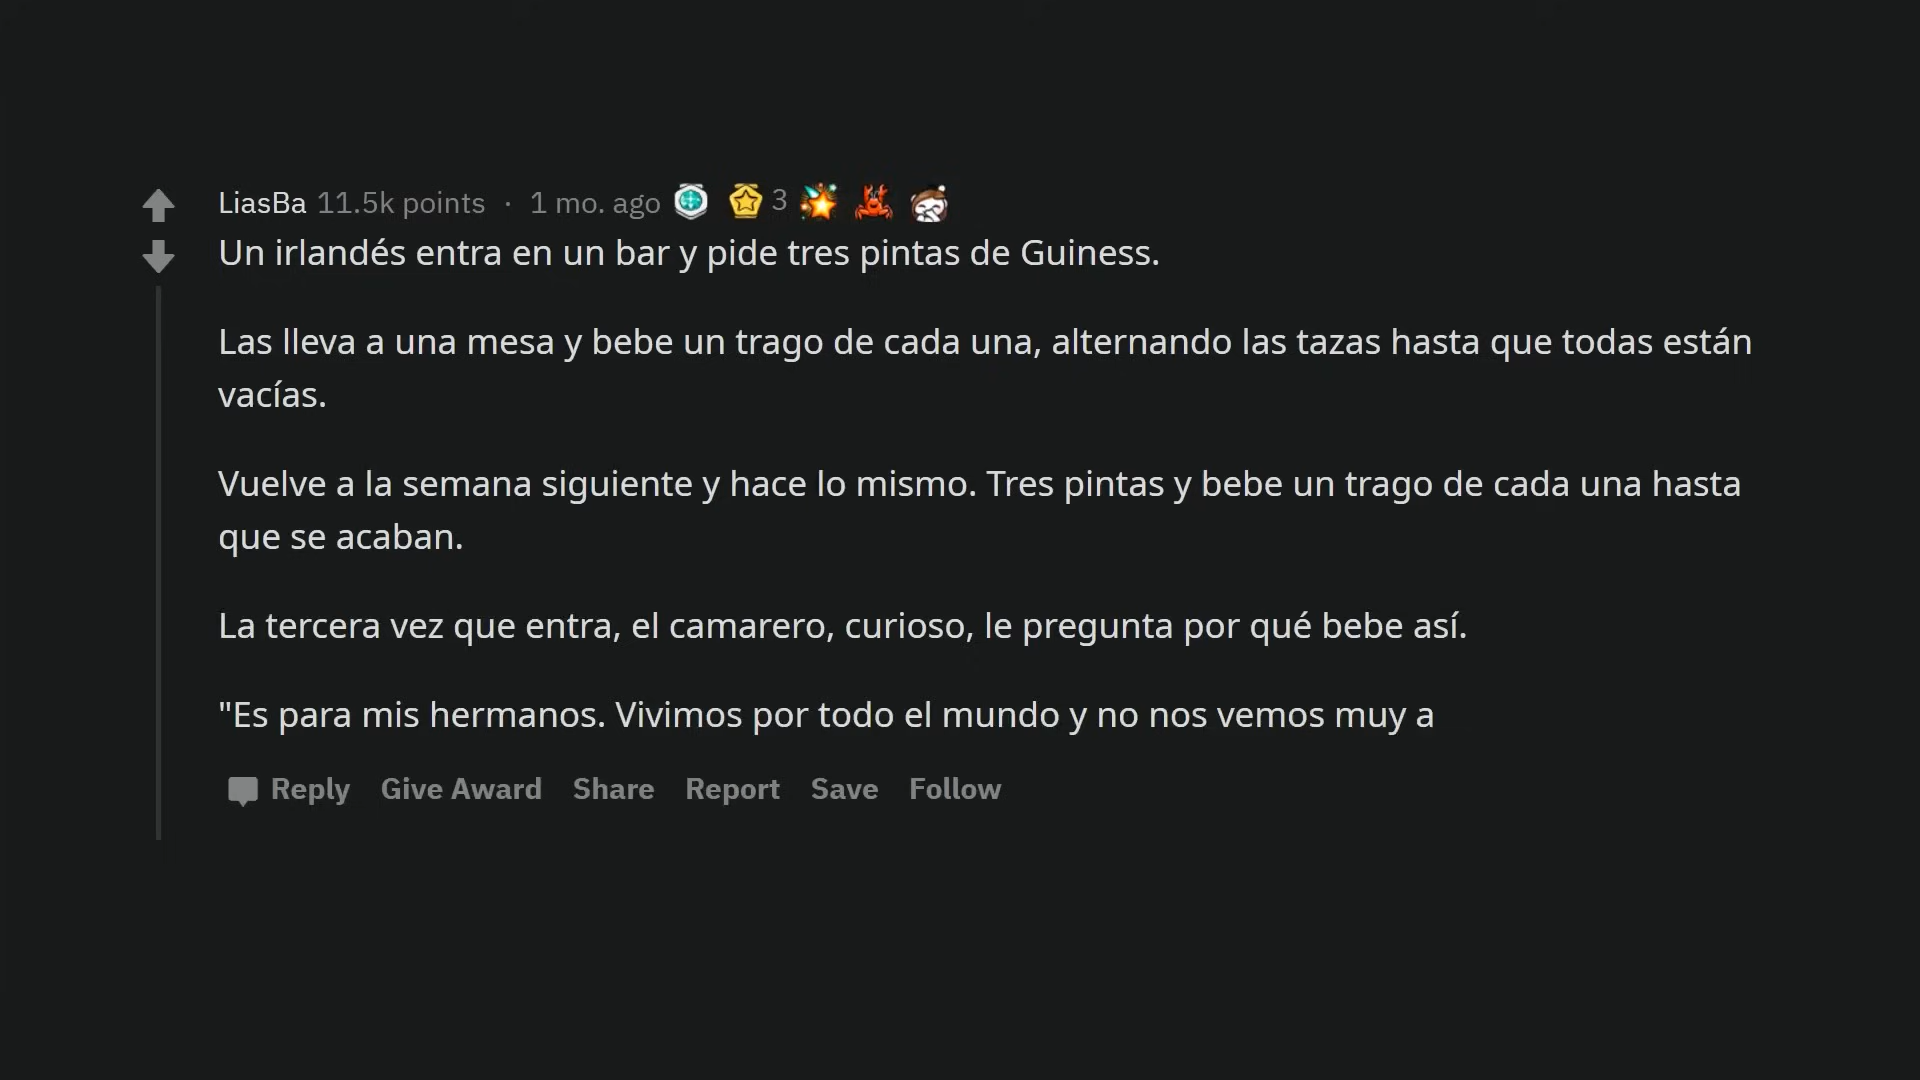 LiasBa 11.5k points · 1 mo. ago 3
Un irlandés entra en un bar y pide tres pintas de Guiness.
Las lleva a una mesa y bebe un trago de cada una, alternando las tazas hasta que todas están
vacías.
Vuelve a la semana siguiente y hace lo mismo. Tres pintas y bebe un trago de cada una hasta
que se acaban.
La tercera vez que entra, el camarero, curioso, le pregunta por qué bebe así.
"Es para mis hermanos. Vivimos por todo el mundo y no nos vemos muy a
Reply Give Award Share Report Save Follow